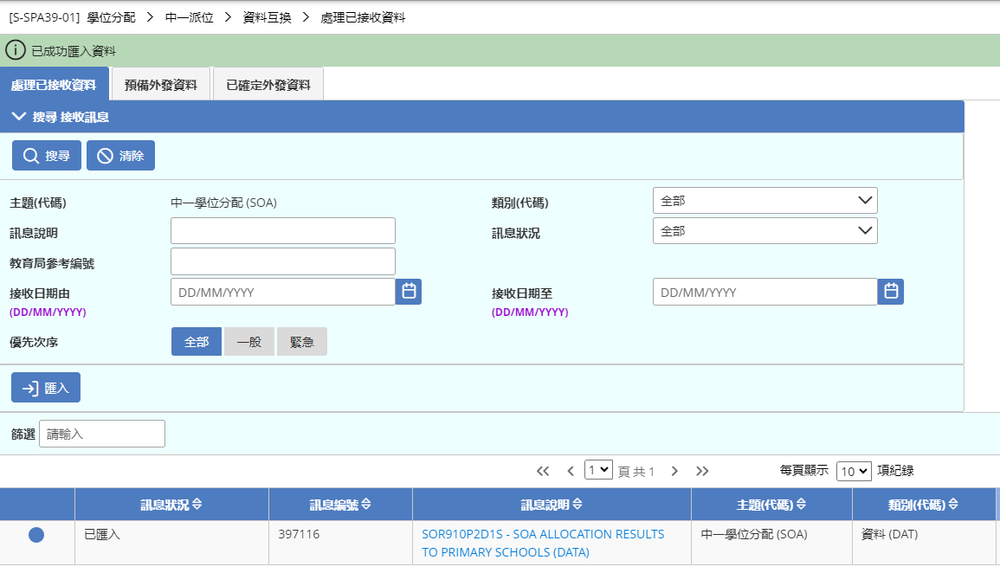 [S-SPA39-01] 學位分配 > 中一派位 > 資料互換 > 處理已接收資料
已成功匯入資料
處理已接收資料 預備外發資料 已確定外發資料
搜尋 接收訊息
搜尋 清除
主題(代碼) 中一學位分配 (SOA) 類別(代碼) 全部
訊息說明 訊息狀況 全部
教育局參考編號
接收日期由 DD/MM/YYYY 接收日期至 DD/MM/YYYY
(DD/MM/YYYY) (DD/MM/YYYY)
優先次序 全部 一般 緊急
匯入
篩選 請輸入
1 頁 共 1 每頁顯示 10 項紀錄
訊息狀況 訊息編號 訊息說明 主題(代碼) 類別(代碼)
已匯入 397116 SOR910P2D1S - SOA ALLOCATION RESULTS 中一學位分配 (SOA) 資料 (DAT)
TO PRIMARY SCHOOLS (DATA)